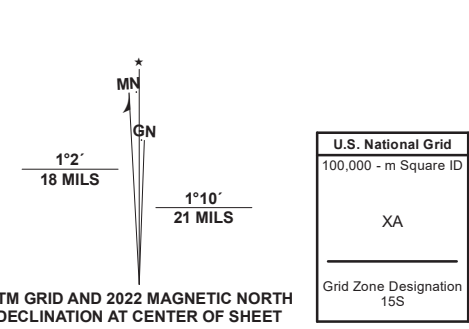 MN
GN
1°2´
18 MILS
1°10´
21 MILS
TM GRID AND 2022 MAGNETIC NORTH
DECLINATION AT CENTER OF SHEET
U.S. National Grid
100,000 - m Square ID
XA
Grid Zone Designation
15S